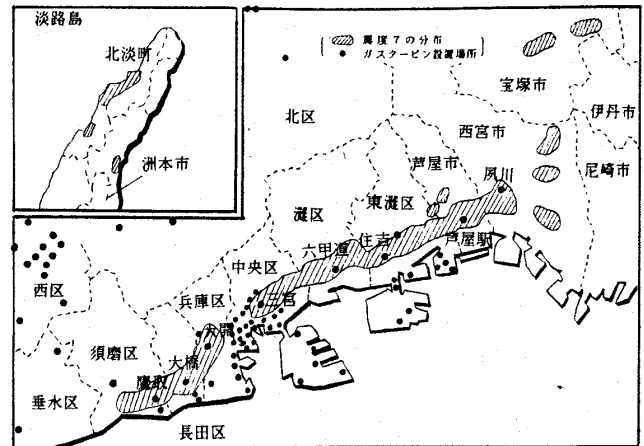 淡路島
北淡町
洲本市
震度7の分布
ガスタービン設置場所
北区
宝塚市
伊丹市
西宮市
尼崎市
芦屋市
夙川
東灘区
灘区
住吉
六甲道
芦屋駅
中央区
三宮
西区
兵庫区
大開
須磨区
大橋
鷹取
垂水区
長田区